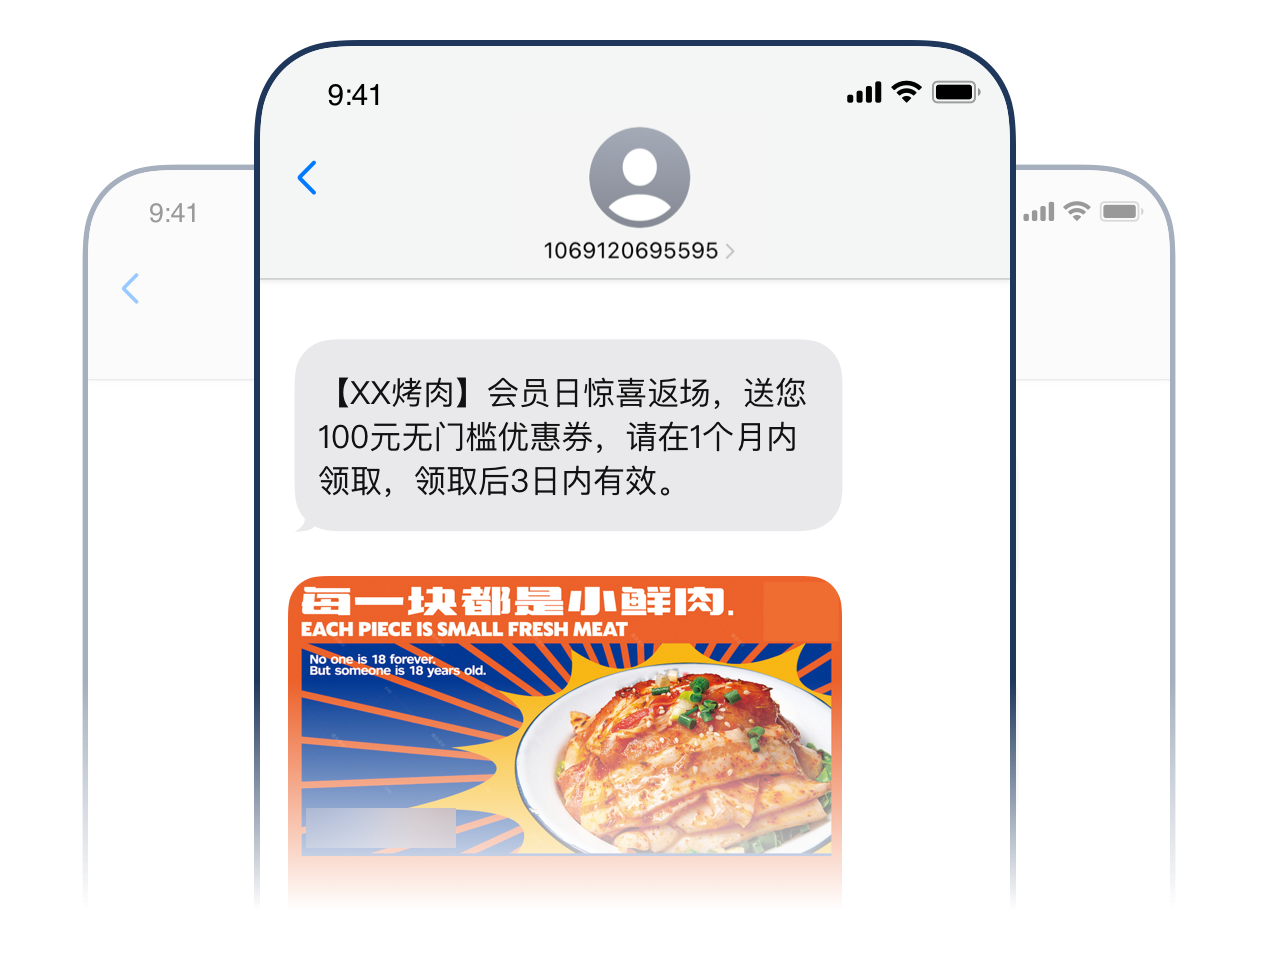 9:41
9:41
1069120695595
【XX烤肉】会员日惊喜返场，送您
100元无门槛优惠券，请在1个月内
领取，领取后3日内有效。
每一块都是小鲜肉.
EACH PIECE IS SMALL FRESH MEAT
No one is 18 forever.
But someone is 18 years old.